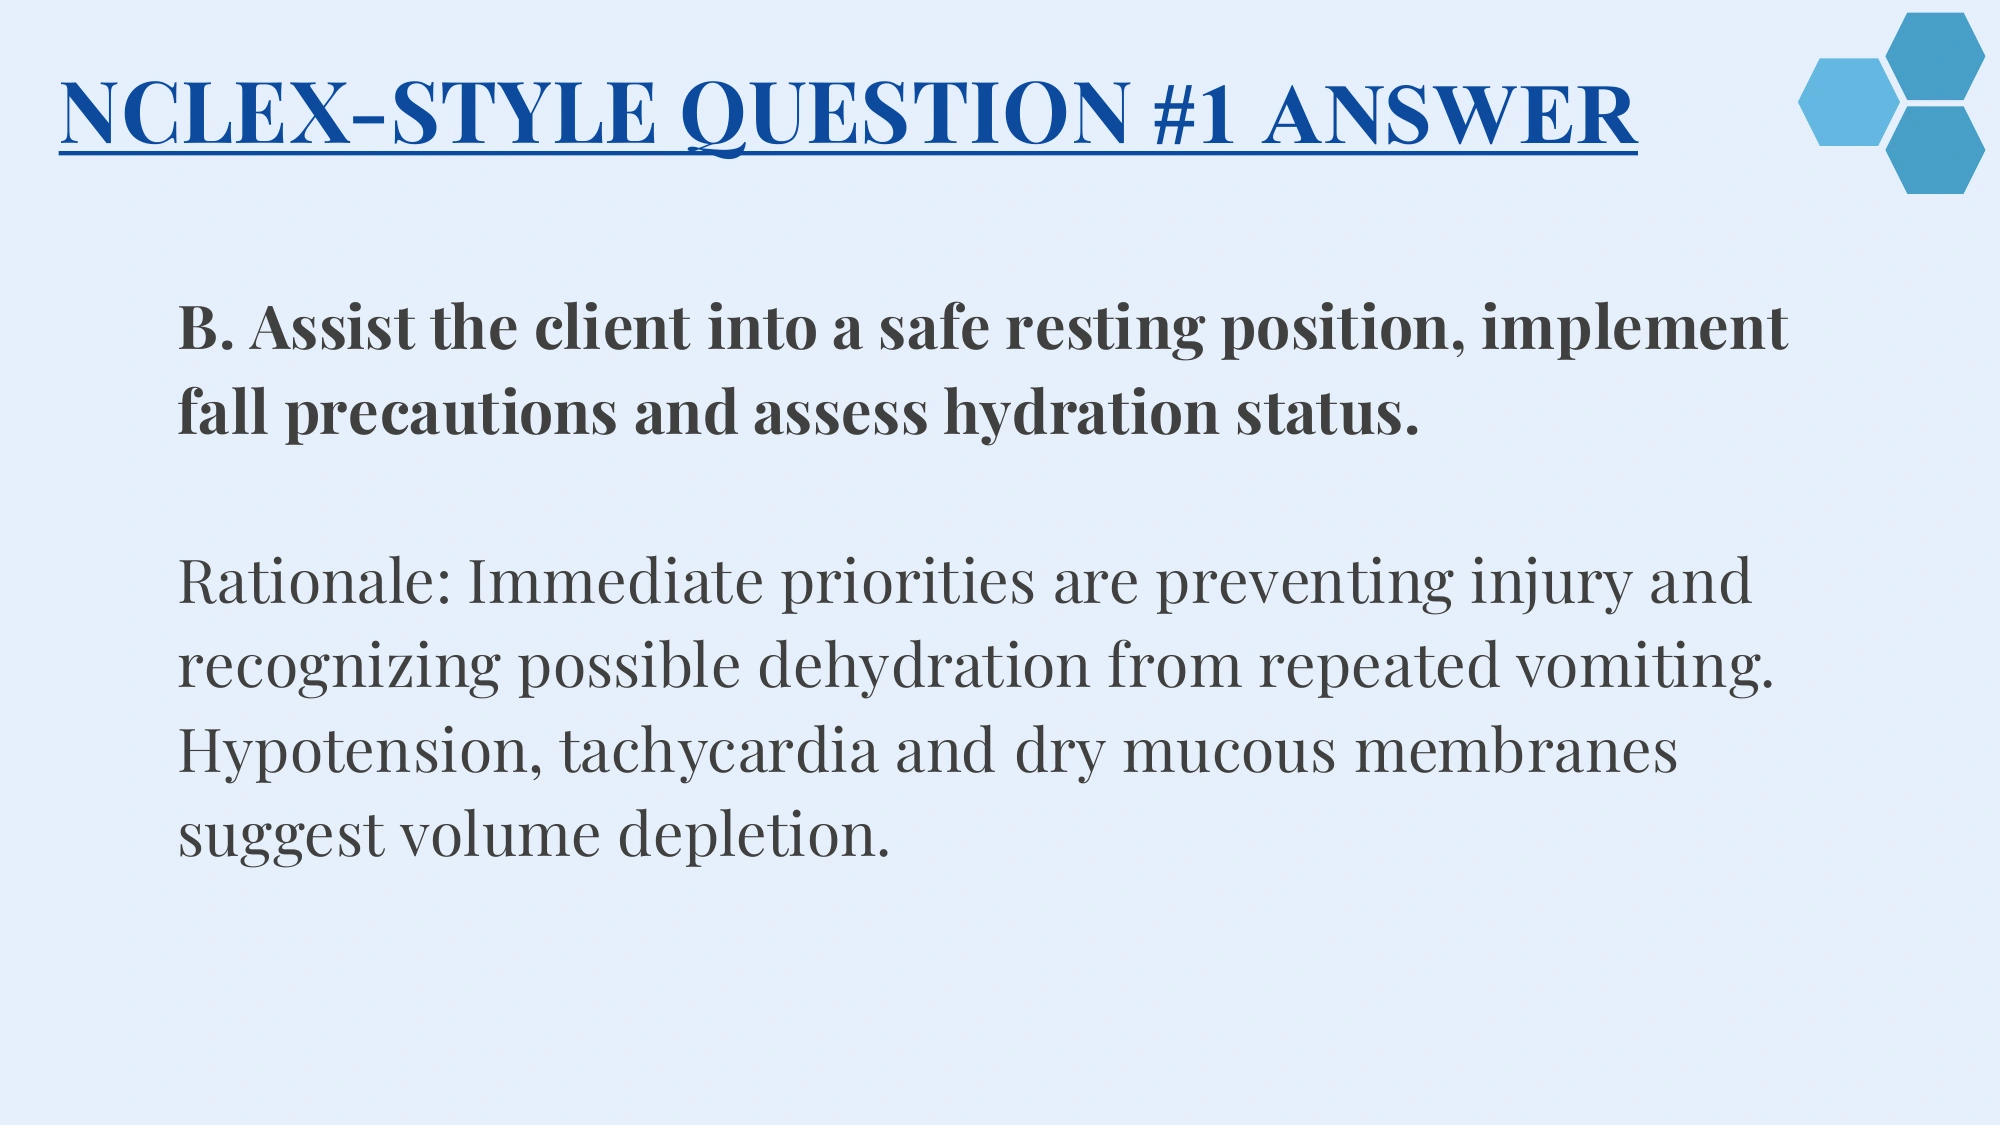 NCLEX-STYLE QUESTION #1 ANSWER
B. Assist the client into a safe resting position, implement
fall precautions and assess hydration status.
Rationale: Immediate priorities are preventing injury and
recognizing possible dehydration from repeated vomiting.
Hypotension, tachycardia and dry mucous membranes
suggest volume depletion.